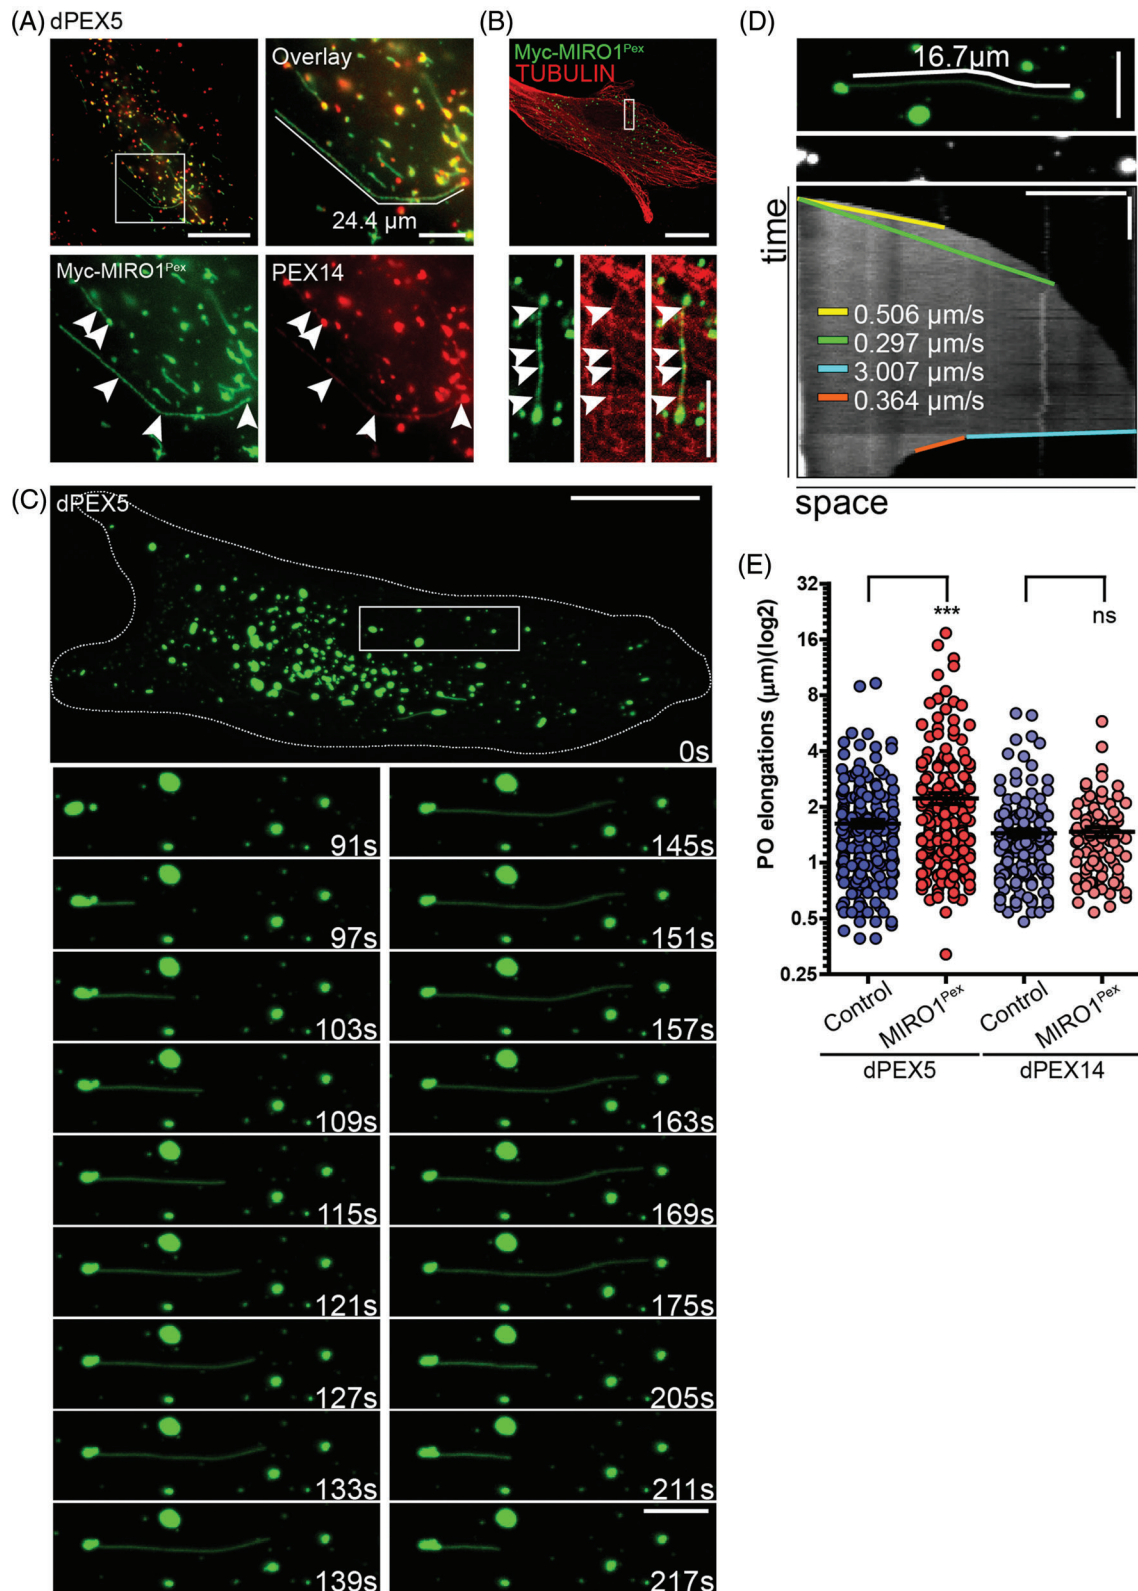 (A) dPEX5
Overlay
24.4 µm
Myc-MIRO1Pex
PEX14
(B)
Myc-MIRO1Pex
TUBULIN
(C)
dPEX5
0s
91s
97s
103s
109s
115s
121s
127s
133s
139s
145s
151s
157s
163s
169s
175s
205s
211s
217s
(D)
16.7µm
time
0.506 µm/s
0.297 µm/s
3.007 µm/s
0.364 µm/s
space
(E)
PO elongations (µm)(log2)
32
16
8
4
2
1
0.5
0.25
***
ns
Control
MIRO1Pex
Control
MIRO1Pex
dPEX5
dPEX14